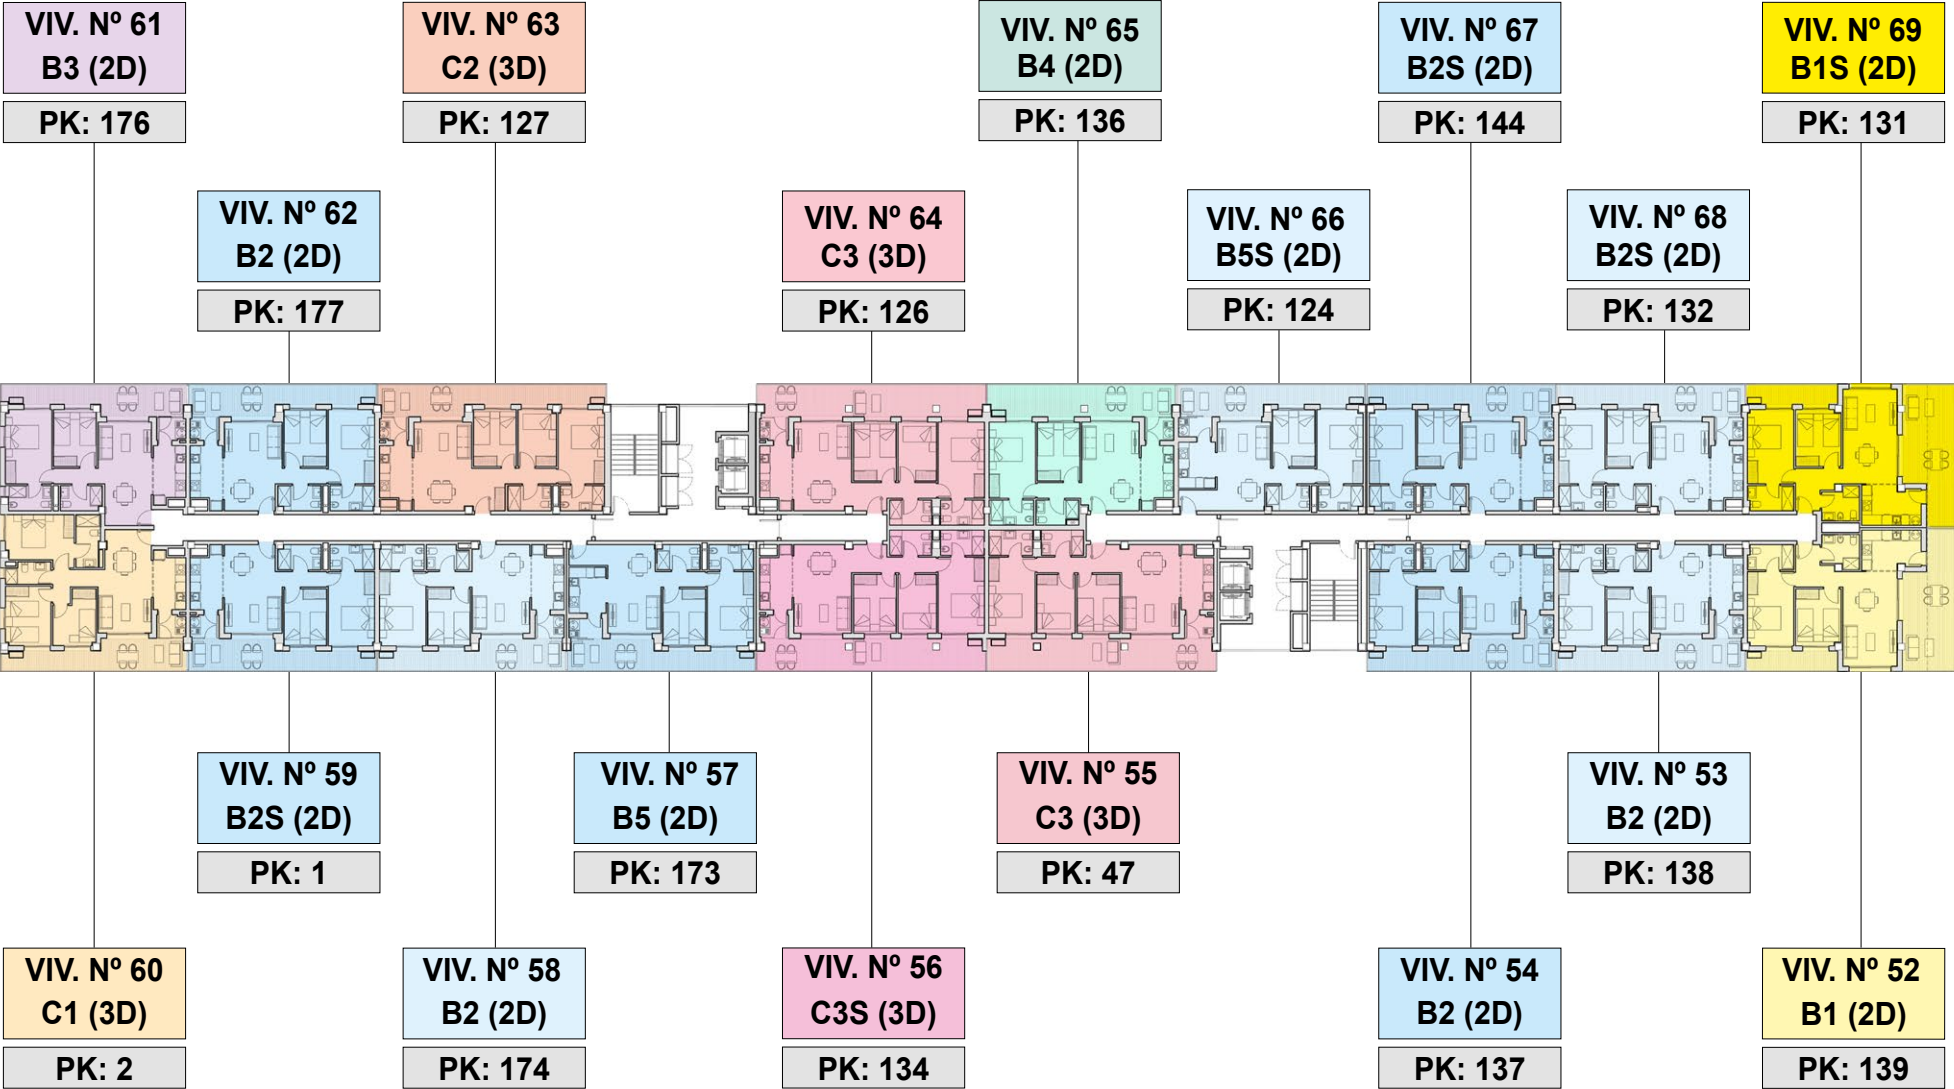 VIV. Nº 61
B3 (2D)
PK: 176
VIV. Nº 63
C2 (3D)
PK: 127
VIV. Nº 65
B4 (2D)
PK: 136
VIV. Nº 67
B2S (2D)
PK: 144
VIV. Nº 69
B1S (2D)
PK: 131
VIV. Nº 62
B2 (2D)
PK: 177
VIV. Nº 64
C3 (3D)
PK: 126
VIV. Nº 66
B5S (2D)
PK: 124
VIV. Nº 68
B2S (2D)
PK: 132
VIV. Nº 59
B2S (2D)
PK: 1
VIV. Nº 57
B5 (2D)
PK: 173
VIV. Nº 55
C3 (3D)
PK: 47
VIV. Nº 53
B2 (2D)
PK: 138
VIV. Nº 60
C1 (3D)
PK: 2
VIV. Nº 58
B2 (2D)
PK: 174
VIV. Nº 56
C3S (3D)
PK: 134
VIV. Nº 54
B2 (2D)
PK: 137
VIV. Nº 52
B1 (2D)
PK: 139